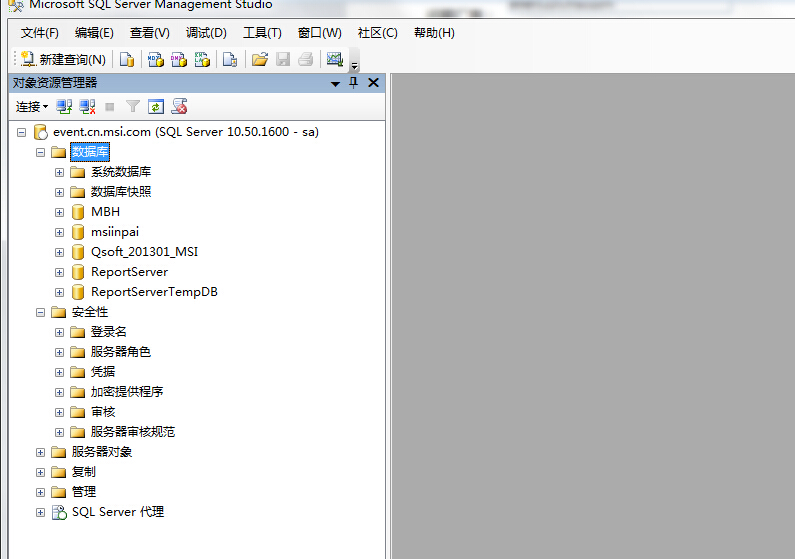 Microsoft SQL Server Management Studio
文件(F) 编辑(E) 查看(V) 调试(D) 工具(T) 窗口(W) 社区(C) 帮助(H)
新建查询(N)
对象资源管理器
连接
event.cn.msi.com (SQL Server 10.50.1600 - sa)
数据库
系统数据库
数据库快照
MBH
msiinpai
Qsoft_201301_MSI
ReportServer
ReportServerTempDB
安全性
登录名
服务器角色
凭据
加密提供程序
审核
服务器审核规范
服务器对象
复制
管理
SQL Server 代理